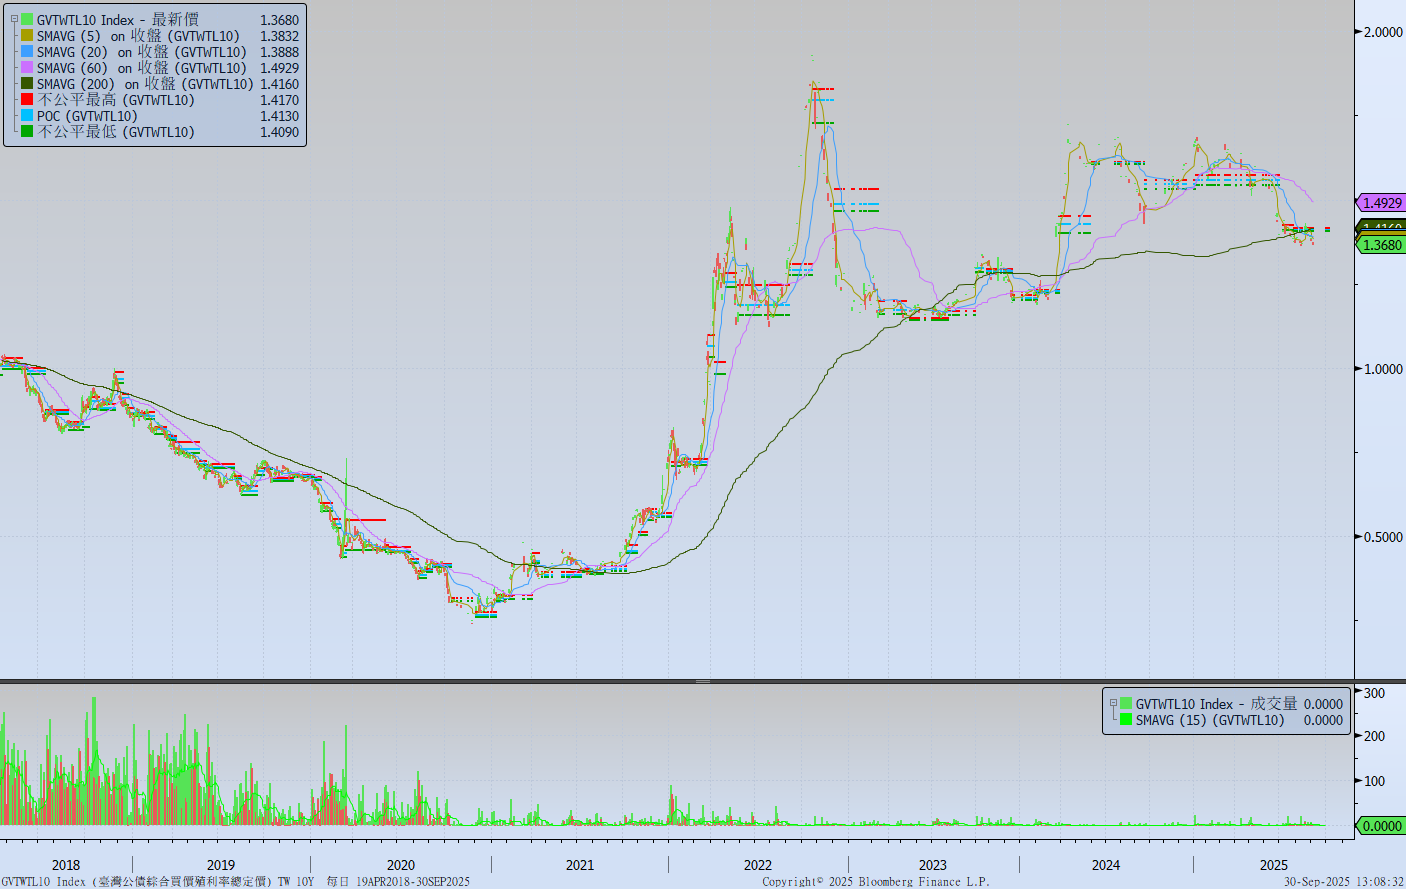 GVTWTL10 Index - 最新價 1.3680
SMAVG (5) on 收盤 (GVTWTL10) 1.3832
SMAVG (20) on 收盤 (GVTWTL10) 1.3888
SMAVG (60) on 收盤 (GVTWTL10) 1.4929
SMAVG (200) on 收盤 (GVTWTL10) 1.4160
不公平最高 (GVTWTL10) 1.4170
POC (GVTWTL10) 1.4130
不公平最低 (GVTWTL10) 1.4090
2.0000
1.4929
1.4160
1.3680
1.0000
0.5000
GVTWTL10 Index - 成交量 0.0000
SMAVG (15) (GVTWTL10) 0.0000
300
200
100
0.0000
2018 2019 2020 2021 2022 2023 2024 2025
GVTWTL10 Index (臺灣公債綜合買價殖利率總定價) TW 10Y 每日 19APR2018-30SEP2025 Copyright© 2025 Bloomberg Finance L.P. 30-Sep-2025 13:08:32